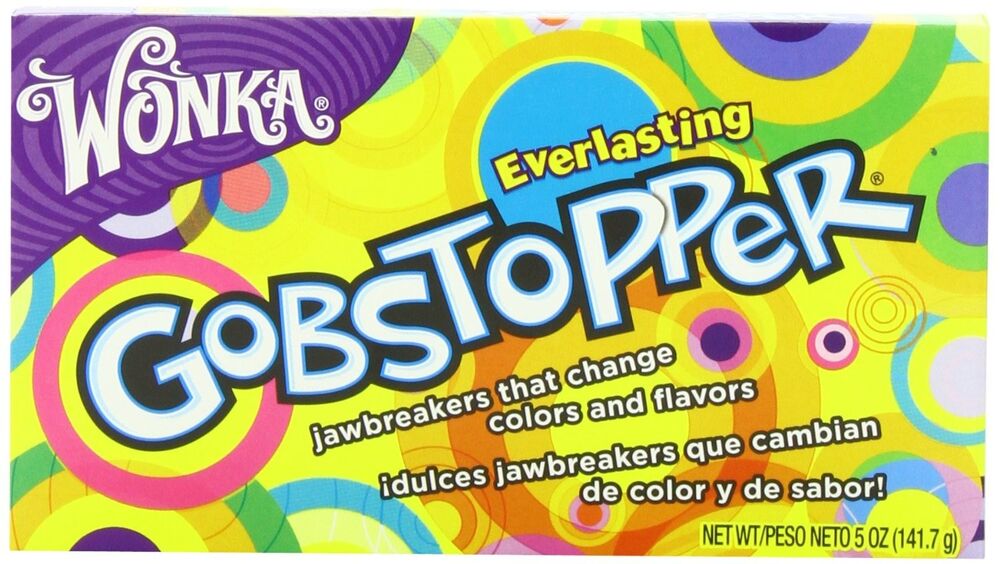 WONKA®
Everlasting
GOBSTOPPER®
jawbreakers that change
colors and flavors
¡dulces jawbreakers que cambian
de color y de sabor!
NET WT/PESO NETO 5 OZ (141.7 g)